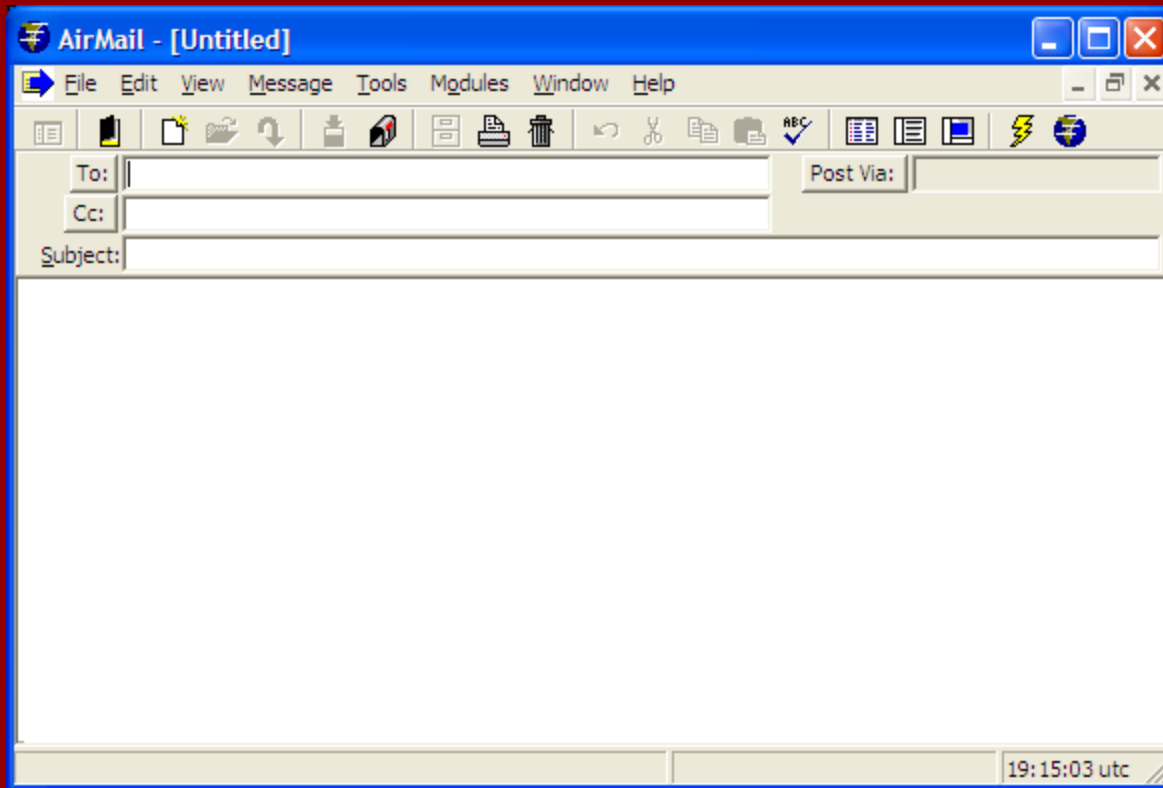 AirMail - [Untitled]
File Edit View Message Tools Modules Window Help
ABC
To: Post Via:
Cc:
Subject:
19:15:03 utc